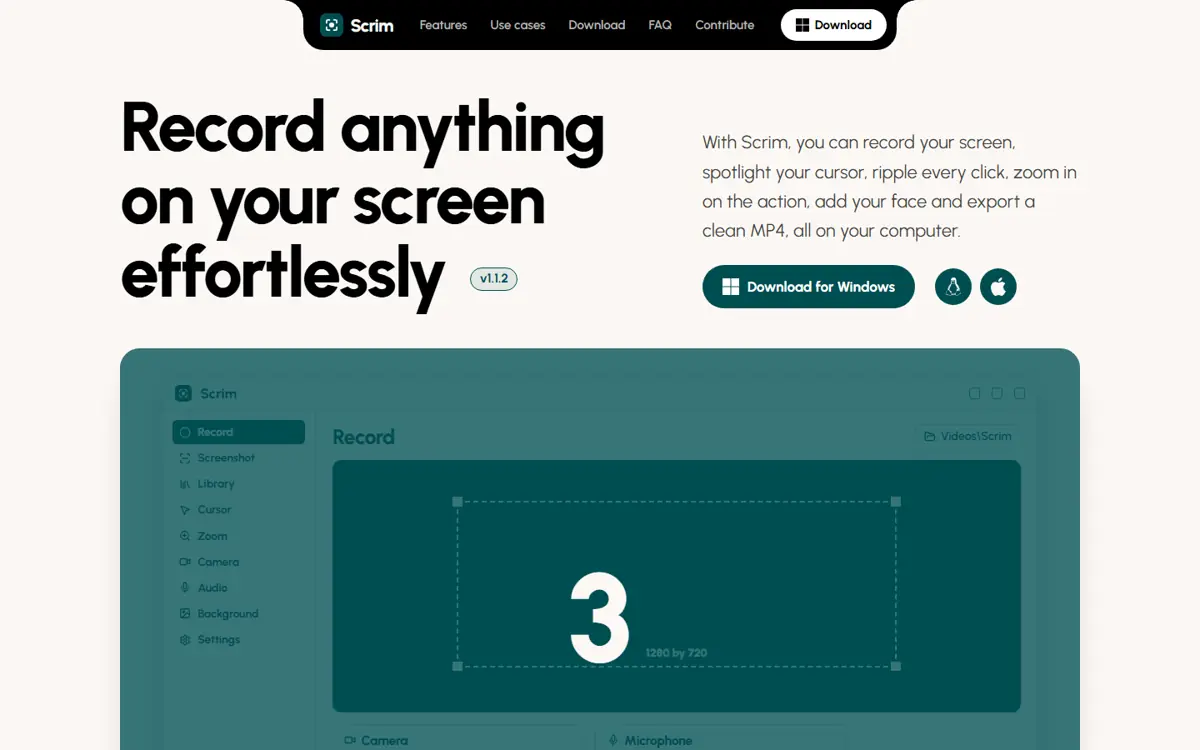 Scrim
Features
Use cases
Download
FAQ
Contribute
Download
Record anything
on your screen
effortlessly
v1.1.2
With Scrim, you can record your screen,
spotlight your cursor, ripple every click, zoom in
on the action, add your face and export a
clean MP4, all on your computer.
Download for Windows
Scrim
Record
Screenshot
Library
Cursor
Zoom
Camera
Audio
Background
Settings
Record
Videos\Scrim
3
1280 by 720
Camera
Microphone